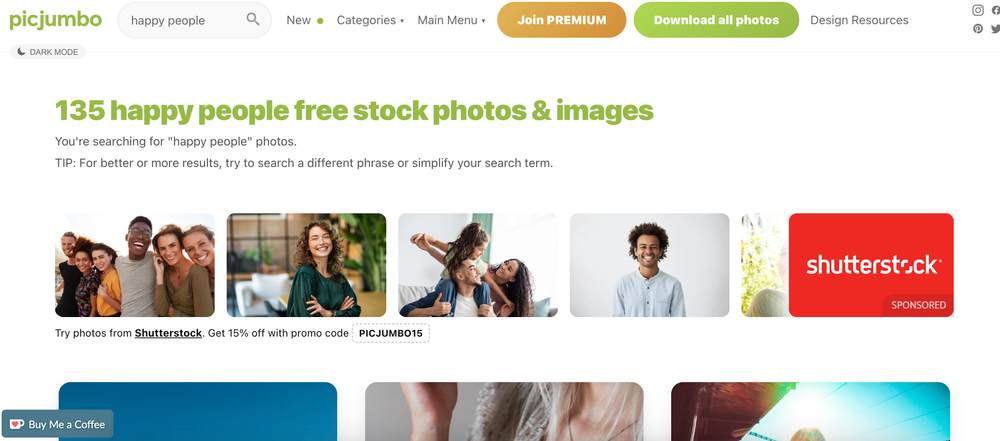 picjumbo
happy people
New
Categories ▾
Main Menu ▾
Join PREMIUM
Download all photos
Design Resources
DARK MODE
135 happy people free stock photos & images
You're searching for "happy people" photos.
TIP: For better or more results, try to search a different phrase or simplify your search term.
shutterstock
SPONSORED
Try photos from Shutterstock. Get 15% off with promo code PICJUMBO15
Buy Me a Coffee